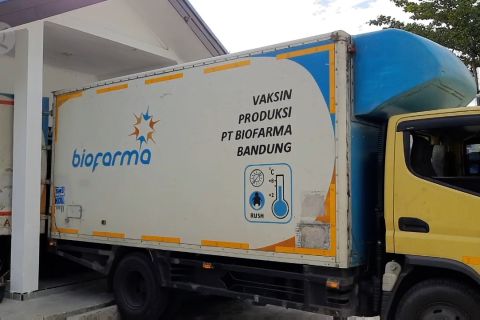 biofarma
VAKSIN
PRODUKSI
PT BIOFARMA
BANDUNG
°C
RUSH